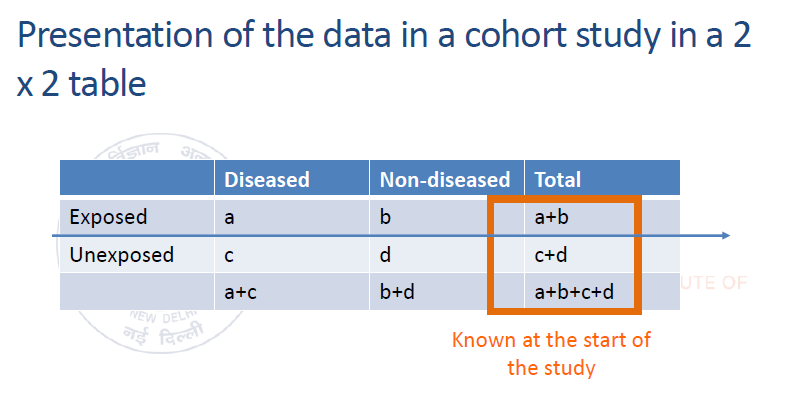 Presentation of the data in a cohort study in a 2
x 2 table
Diseased Non-diseased Total
Exposed a b a+b
Unexposed c d c+d
a+c b+d a+b+c+d
UTE OF
NEW DELHI
नई दिल्ली
Known at the start of
the study